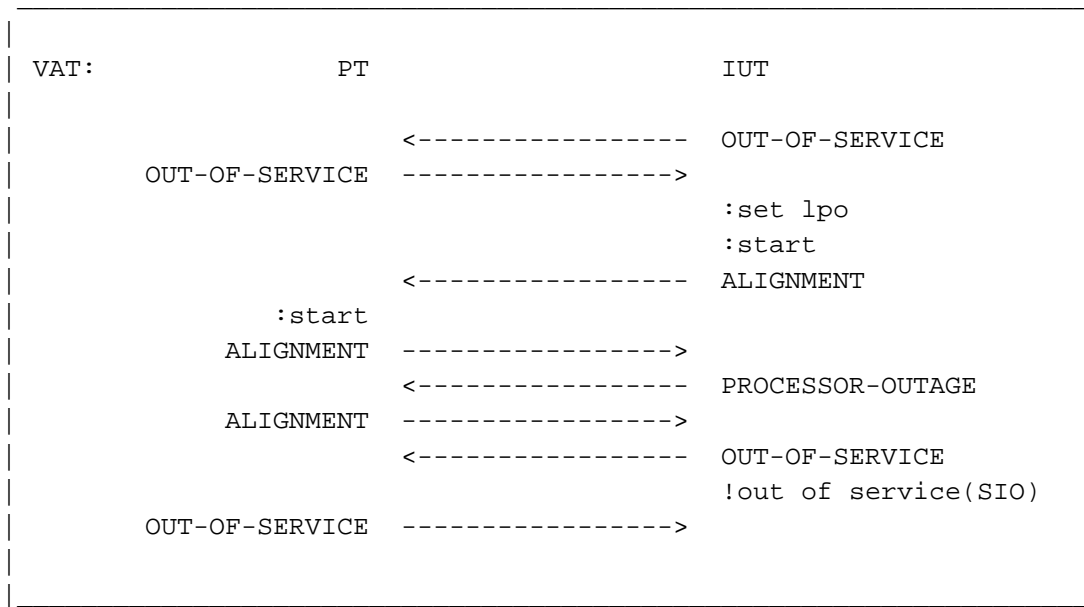 VAT: PT IUT
<----------------- OUT-OF-SERVICE
OUT-OF-SERVICE ----------------->
:set lpo
:start
<----------------- ALIGNMENT
:start
ALIGNMENT ----------------->
<----------------- PROCESSOR-OUTAGE
ALIGNMENT ----------------->
<----------------- OUT-OF-SERVICE
!out of service(SIO)
OUT-OF-SERVICE ----------------->